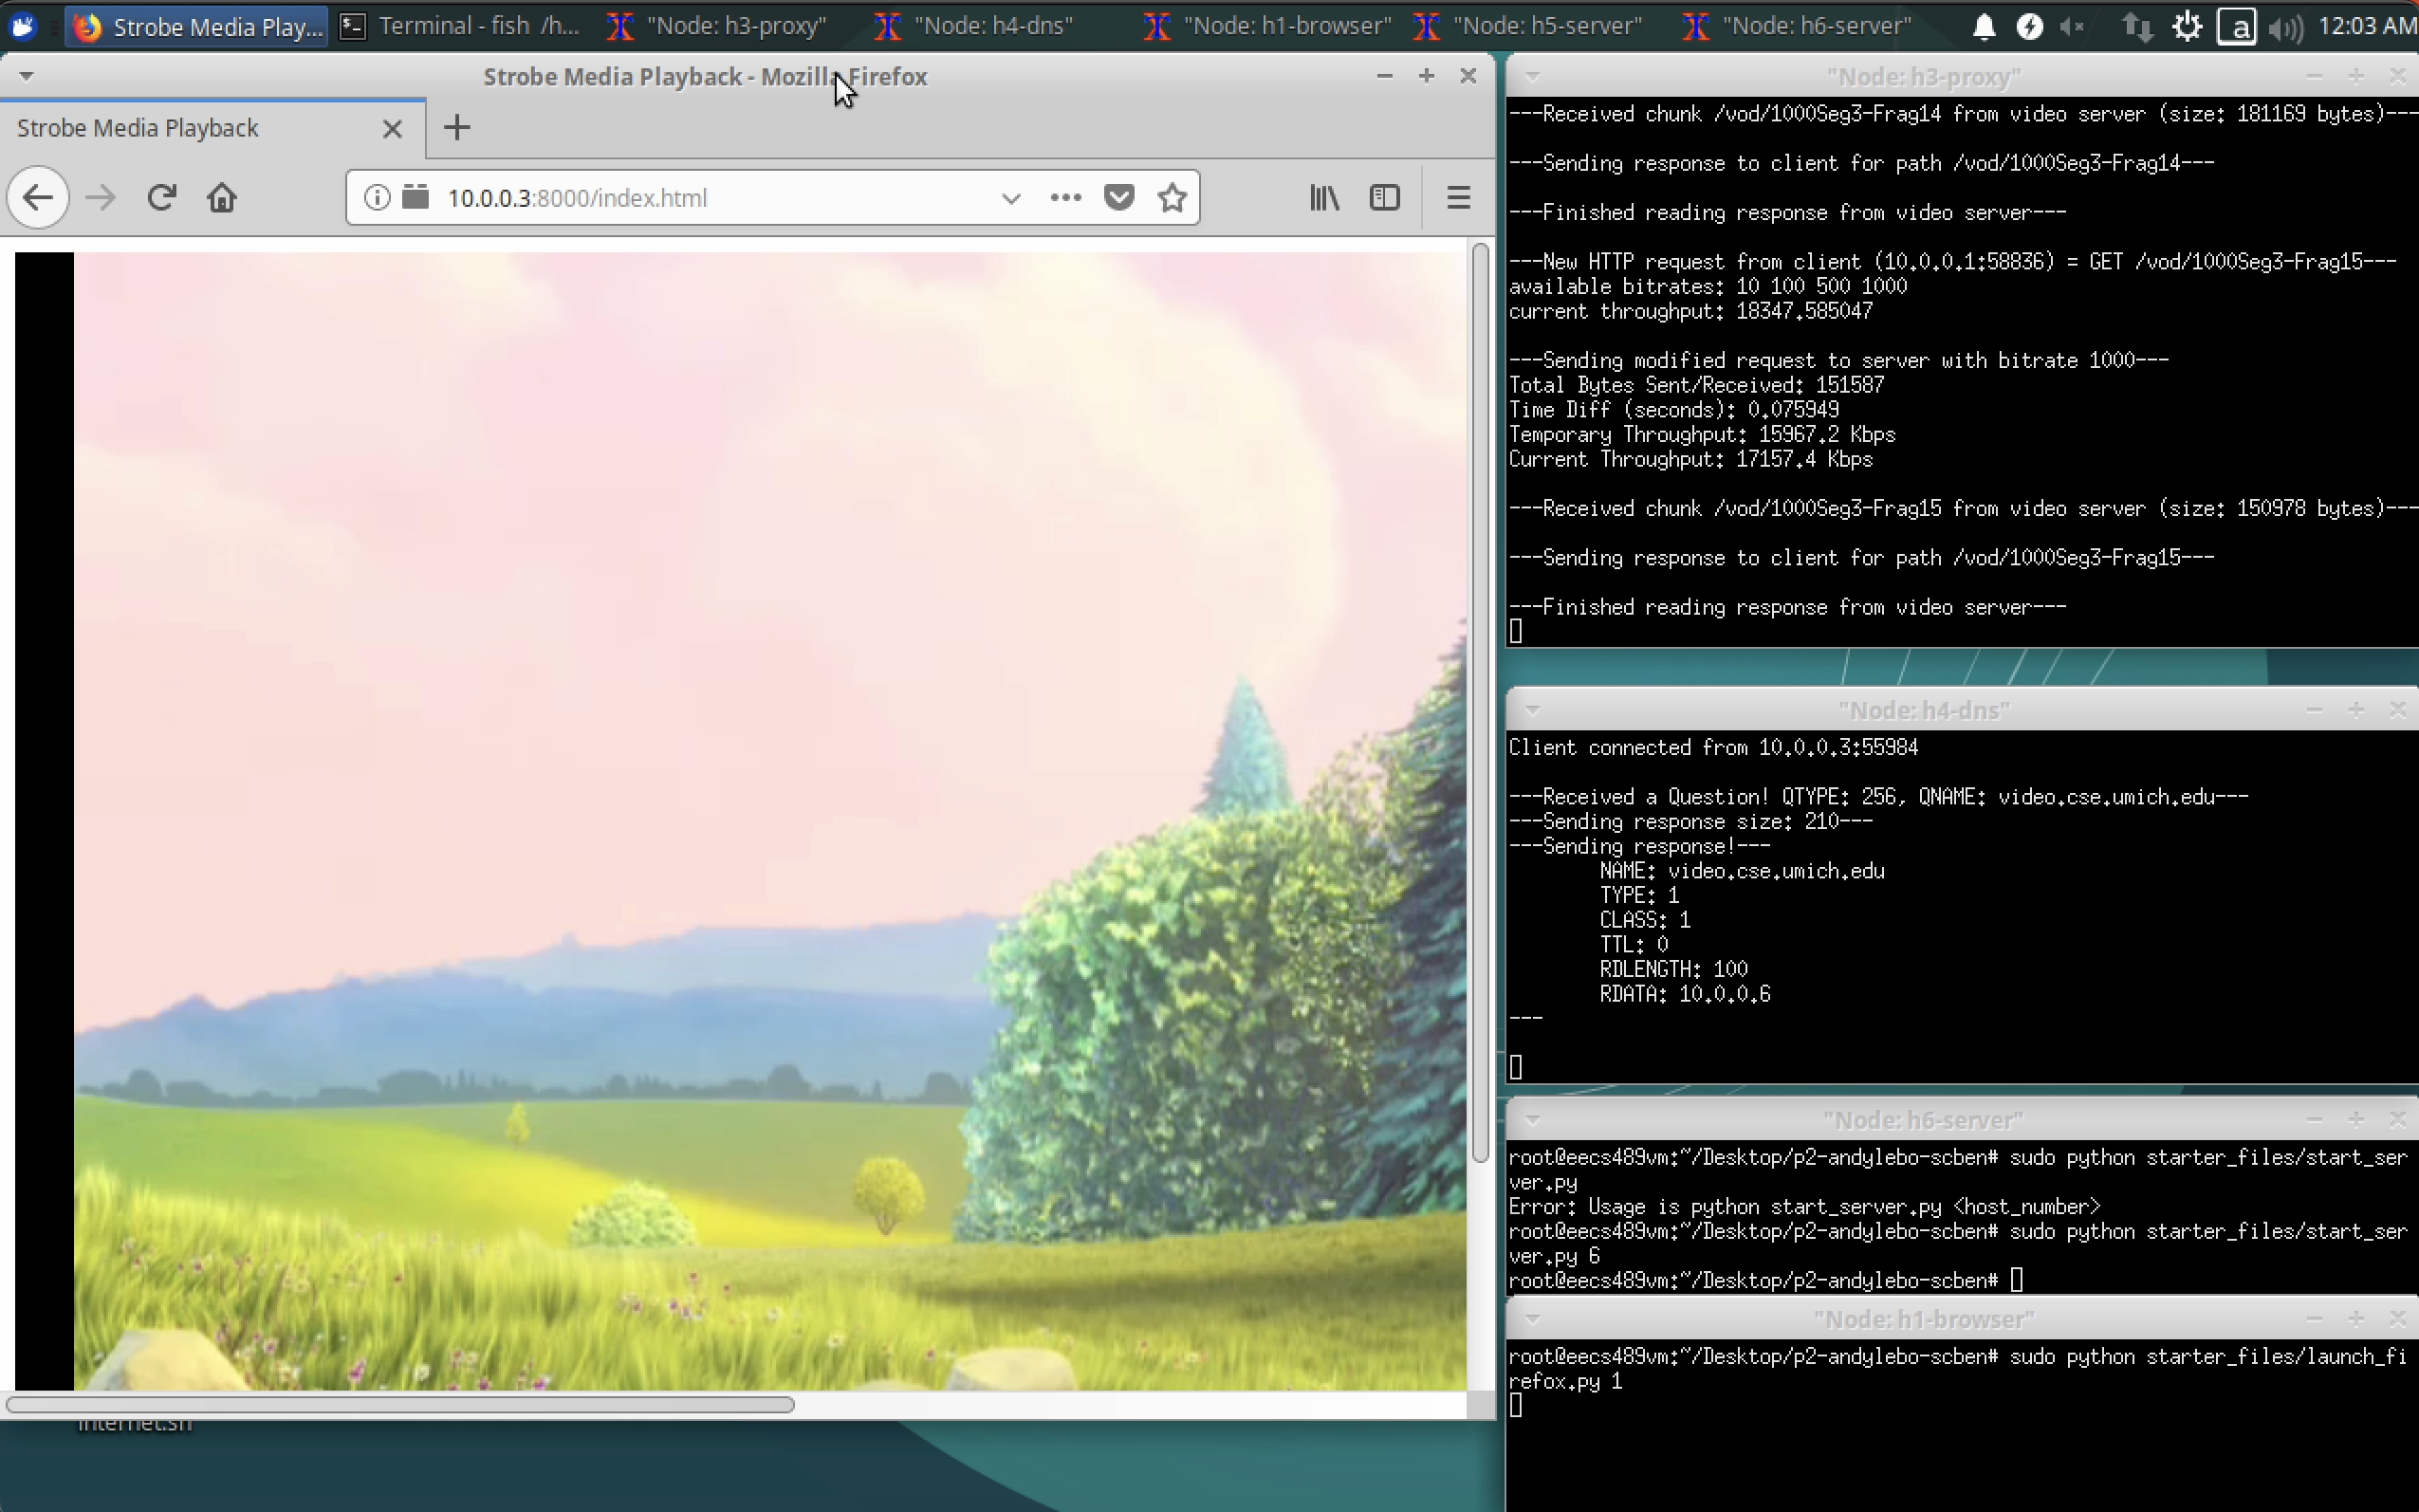 Strobe Media Play...
Terminal - fish /h...
"Node: h3-proxy"
"Node: h4-dns"
"Node: h1-browser"
"Node: h5-server"
"Node: h6-server"
a
12:03 AM
Strobe Media Playback - Mozilla Firefox
Strobe Media Playback
10.0.0.3:8000/index.html
internet.sh
"Node: h3-proxy"
---Received chunk /vod/1000Seg3-Frag14 from video server (size: 181169 bytes)---
---Sending response to client for path /vod/1000Seg3-Frag14---
---Finished reading response from video server---
---New HTTP request from client (10.0.0.1:58836) = GET /vod/1000Seg3-Frag15---
available bitrates: 10 100 500 1000
current throughput: 18347.585047
---Sending modified request to server with bitrate 1000---
Total Bytes Sent/Received: 151587
Time Diff (seconds): 0.075949
Temporary Throughput: 15967.2 Kbps
Current Throughput: 17157.4 Kbps
---Received chunk /vod/1000Seg3-Frag15 from video server (size: 150978 bytes)---
---Sending response to client for path /vod/1000Seg3-Frag15---
---Finished reading response from video server---
"Node: h4-dns"
Client connected from 10.0.0.3:55984
---Received a Question! QTYPE: 256, QNAME: video.cse.umich.edu---
---Sending response size: 210---
---Sending response!---
NAME: video.cse.umich.edu
TYPE: 1
CLASS: 1
TTL: 0
RDLENGTH: 100
RDATA: 10.0.0.6
---
"Node: h6-server"
root@eecs489vm:~/Desktop/p2-andylebo-scben# sudo python starter_files/start_ser
ver.py
Error: Usage is python start_server.py <host_number>
root@eecs489vm:~/Desktop/p2-andylebo-scben# sudo python starter_files/start_ser
ver.py 6
root@eecs489vm:~/Desktop/p2-andylebo-scben#
"Node: h1-browser"
root@eecs489vm:~/Desktop/p2-andylebo-scben# sudo python starter_files/launch_fi
refox.py 1